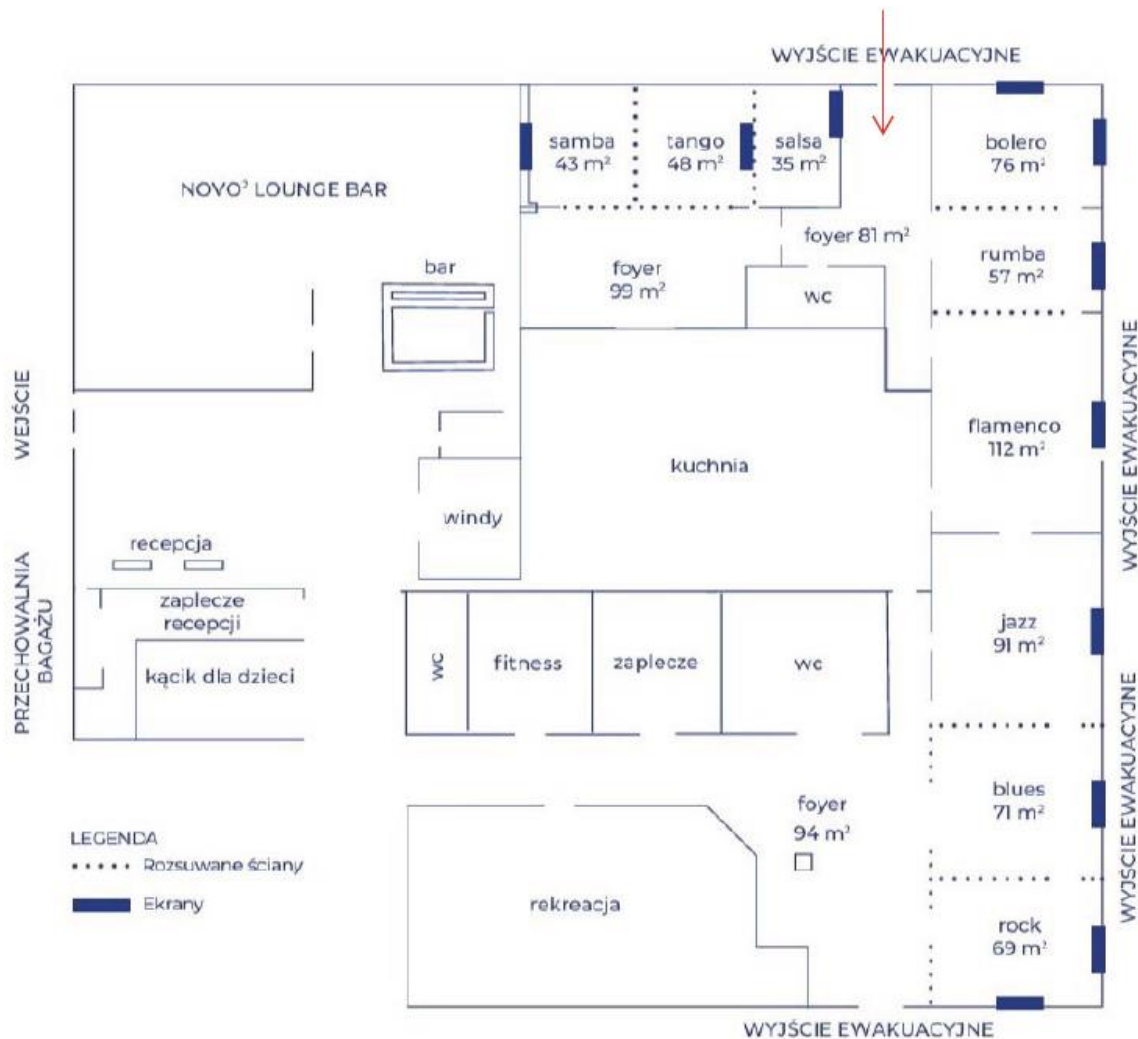 WYJŚCIE EWAKUACYJNE
samba
43 m²
tango
48 m²
salsa
35 m²
bolero
76 m²
NOVO² LOUNGE BAR
foyer 81 m²
rumba
57 m²
bar
foyer
99 m²
wc
WEJŚCIE
flamenco
112 m²
WYJŚCIE EWAKUACYJNE
kuchnia
windy
recepcja
zaplecze
recepcji
kącik dla dzieci
PRZECHOWALNIA
BAGAŻU
wc
fitness
zaplecze
wc
jazz
91 m²
WYJŚCIE EWAKUACYJNE
blues
71 m²
foyer
94 m²
LEGENDA
Rozsuwane ściany
Ekrany
rekreacja
rock
69 m²
WYJŚCIE EWAKUACYJNE